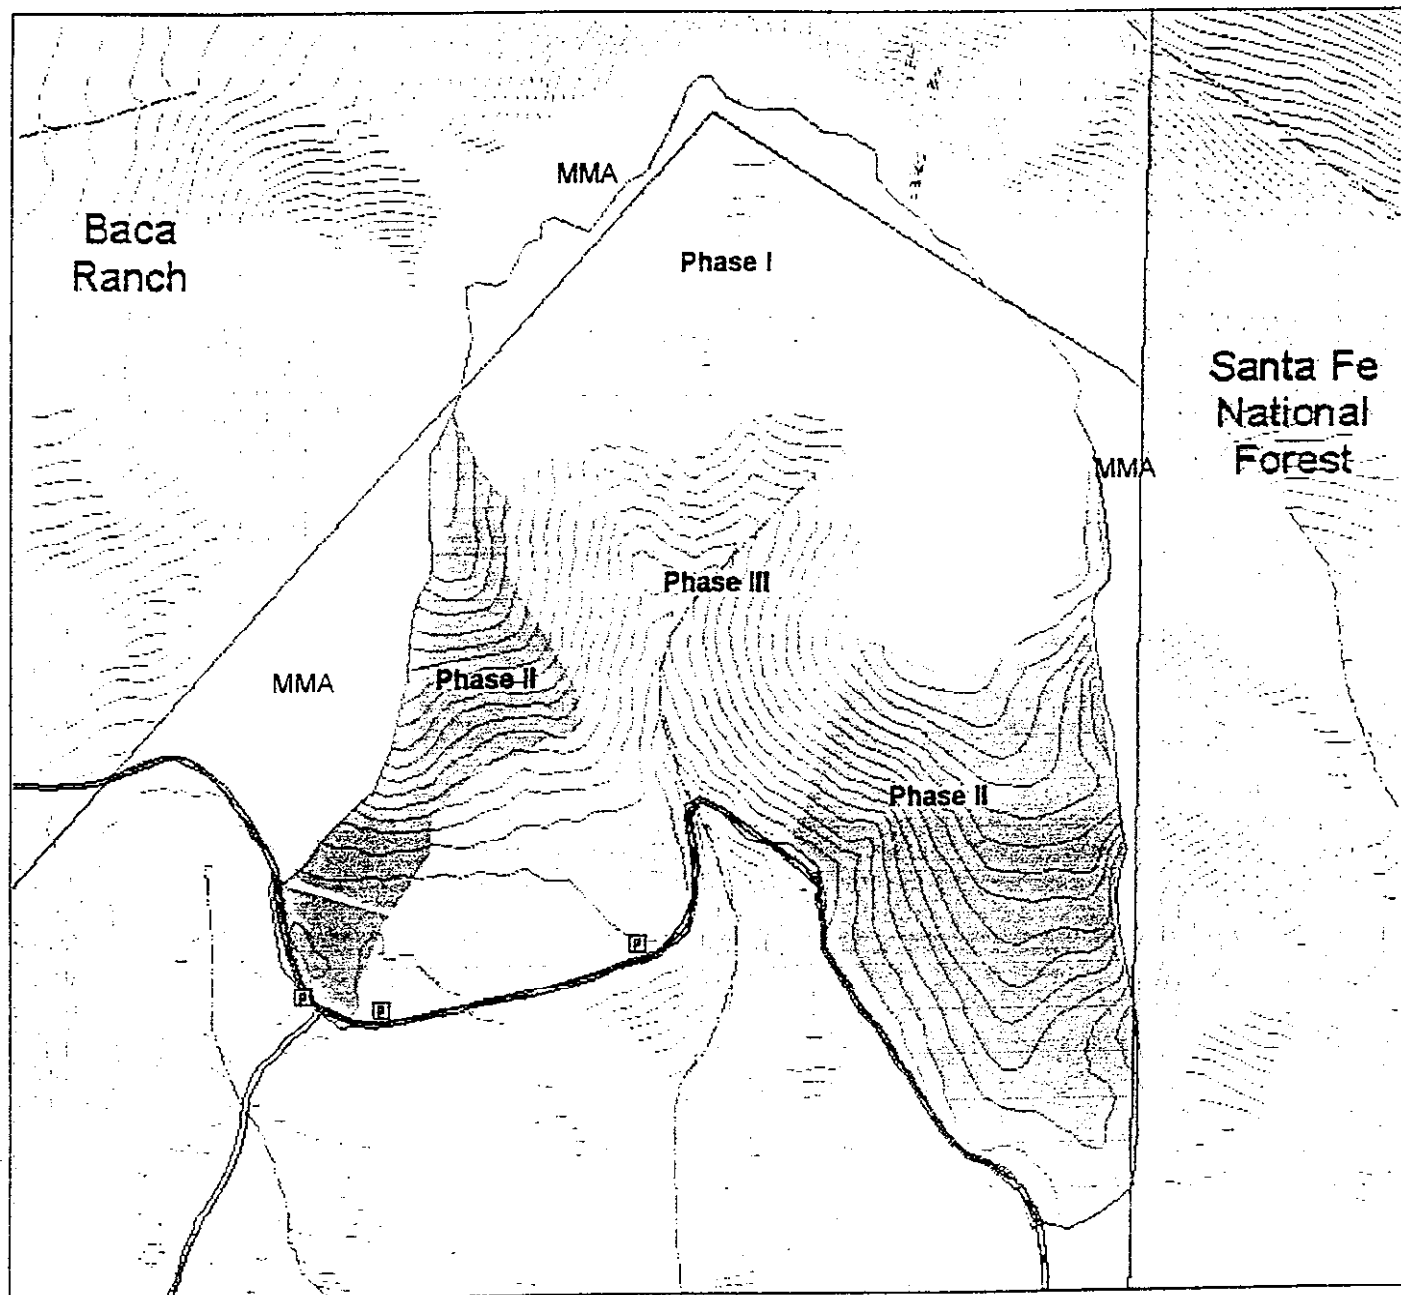 MMA
Baca
Ranch
Phase I
Santa Fe
National
Forest
MMA
Phase III
MMA
Phase II
Phase II
P
P
P